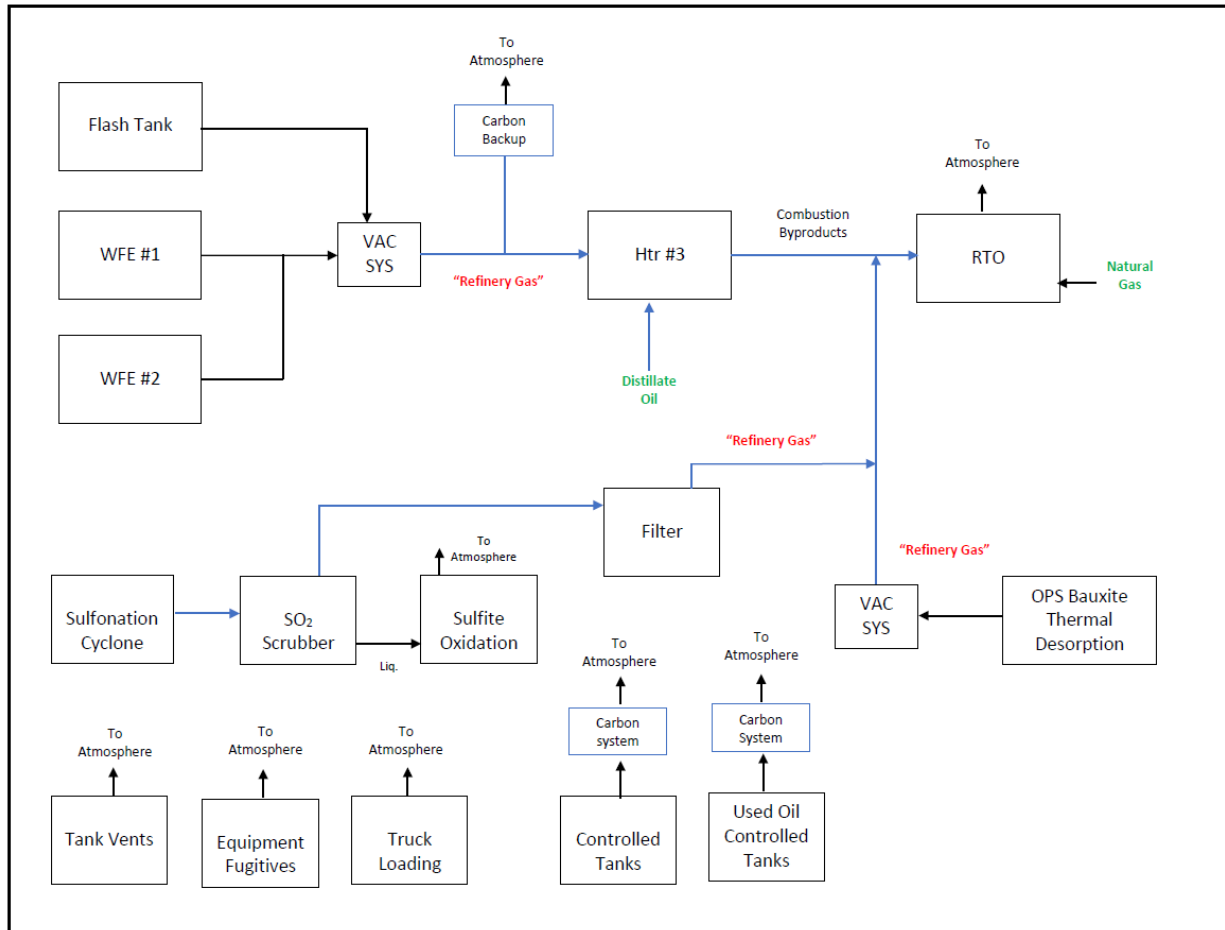 To
Atmosphere
Flash Tank
Carbon
Backup
To
Atmosphere
WFE #1
VAC
SYS
"Refinery Gas"
Htr #3
Combustion
Byproducts
RTO
Natural
Gas
WFE #2
Distillate
Oil
"Refinery Gas"
Filter
"Refinery Gas"
To
Atmosphere
Sulfonation
Cyclone
SO₂
Scrubber
Liq.
Sulfite
Oxidation
VAC
SYS
OPS Bauxite
Thermal
Desorption
To
Atmosphere
To
Atmosphere
Carbon
system
Carbon
System
To
Atmosphere
To
Atmosphere
To
Atmosphere
Tank Vents
Equipment
Fugitives
Truck
Loading
Controlled
Tanks
Used Oil
Controlled
Tanks